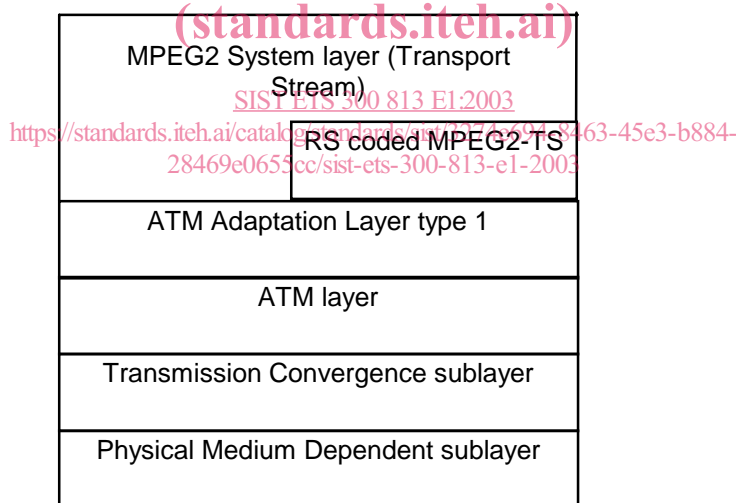 (standards.iteh.ai)
MPEG2 System layer (Transport
Stream)
SIST ETS 300 813 E1:2003
https://standards.iteh.ai/catalog/standards/sist/3274e694-8463-45e3-b884-
RS coded MPEG2-TS
28469e0655cc/sist-ets-300-813-e1-2003
ATM Adaptation Layer type 1
ATM layer
Transmission Convergence sublayer
Physical Medium Dependent sublayer